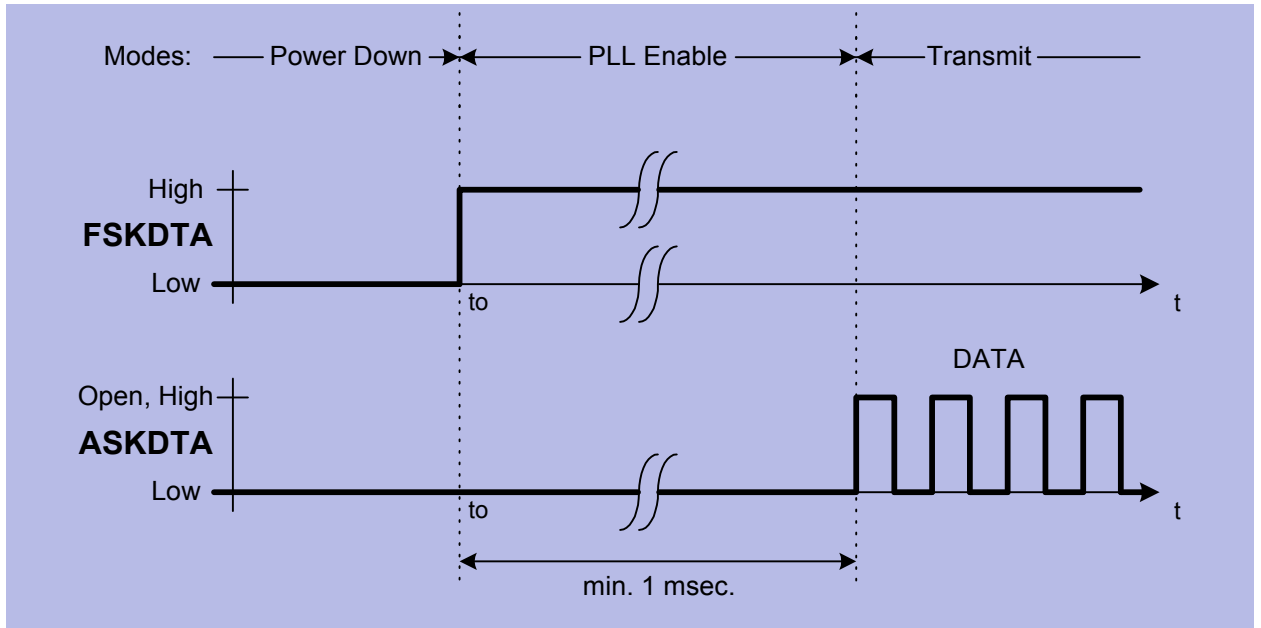 Modes: Power Down PLL Enable Transmit
High
FSKDTA
Low
to
t
DATA
Open, High
ASKDTA
Low
to
t
min. 1 msec.